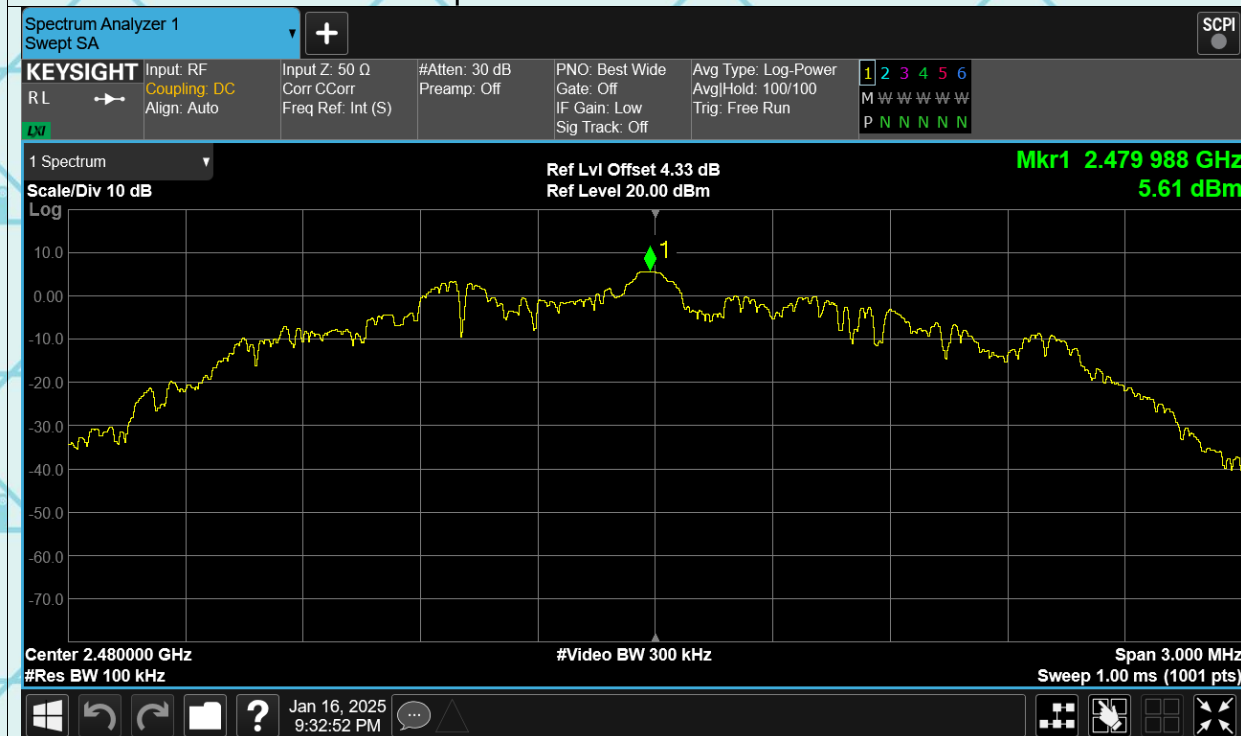 Spectrum Analyzer 1
Swept SA
+
SCPI
KEYSIGHT
RL
LXI
Input: RF
Coupling: DC
Align: Auto
Input Z: 50 Ω
Corr CCorr
Freq Ref: Int (S)
#Atten: 30 dB
Preamp: Off
PNO: Best Wide
Gate: Off
IF Gain: Low
Sig Track: Off
Avg Type: Log-Power
Avg|Hold: 100/100
Trig: Free Run
1 2 3 4 5 6
M W W W W W
P N N N N N
1 Spectrum
Scale/Div 10 dB
Ref Lvl Offset 4.33 dB
Ref Level 20.00 dBm
Mkr1 2.479 988 GHz
5.61 dBm
Log
1
10.0
0.00
-10.0
-20.0
-30.0
-40.0
-50.0
-60.0
-70.0
Center 2.480000 GHz
#Video BW 300 kHz
Span 3.000 MHz
#Res BW 100 kHz
Sweep 1.00 ms (1001 pts)
?
Jan 16, 2025
9:32:52 PM